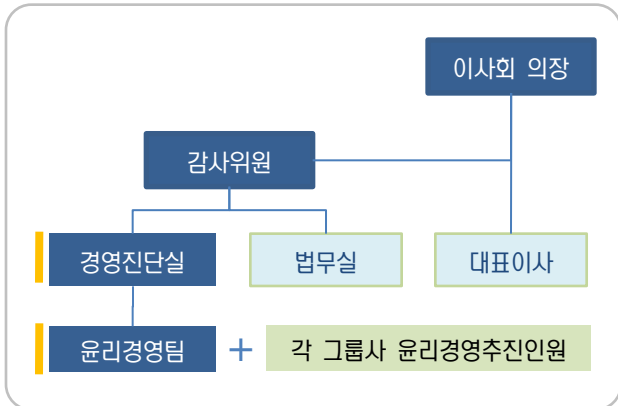 이사회 의장
감사위원
경영진단실
법무실
대표이사
윤리경영팀 + 각 그룹사 윤리경영추진인원